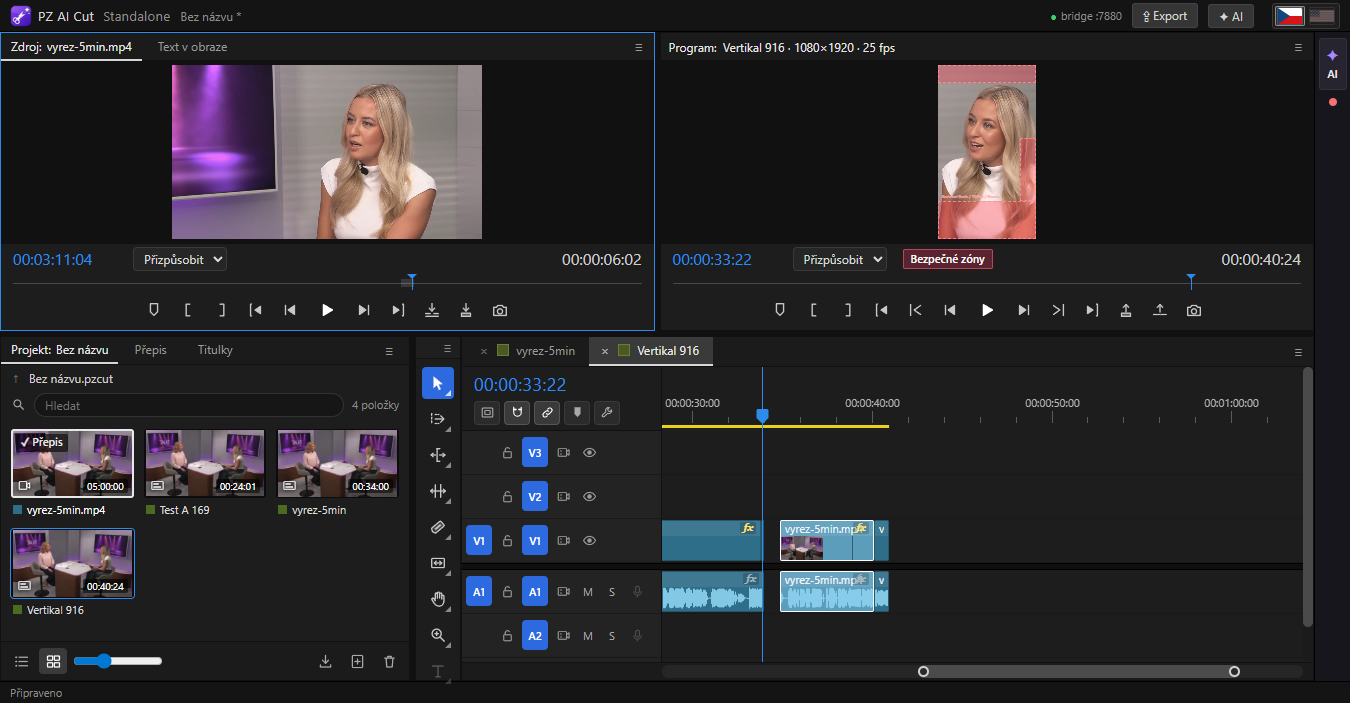 PZ AI Cut Standalone Bez názvu *
bridge :7880 Export AI
Zdroj: vyrez-5min.mp4 Text v obraze
Program: Vertikal 916 · 1080×1920 · 25 fps
AI
00:03:11:04 Přizpůsobit 00:00:06:02
00:00:33:22 Přizpůsobit Bezpečné zóny 00:00:40:24
Projekt: Bez názvu Přepis Titulky
Bez názvu.pzcut
Hledat 4 položky
✓ Přepis
05:00:00 00:24:01 00:34:00
vyrez-5min.mp4 Test A 169 vyrez-5min
00:40:24
Vertikal 916
× vyrez-5min × Vertikal 916
00:00:33:22
00:00:30:00 00:00:40:00 00:00:50:00 00:01:00:00
V3
V2
V1 V1 fx vyrez-5min.mp fx v
A1 A1 M S fx vyrez-5min.mp fx v
A2 M S
T
Připraveno